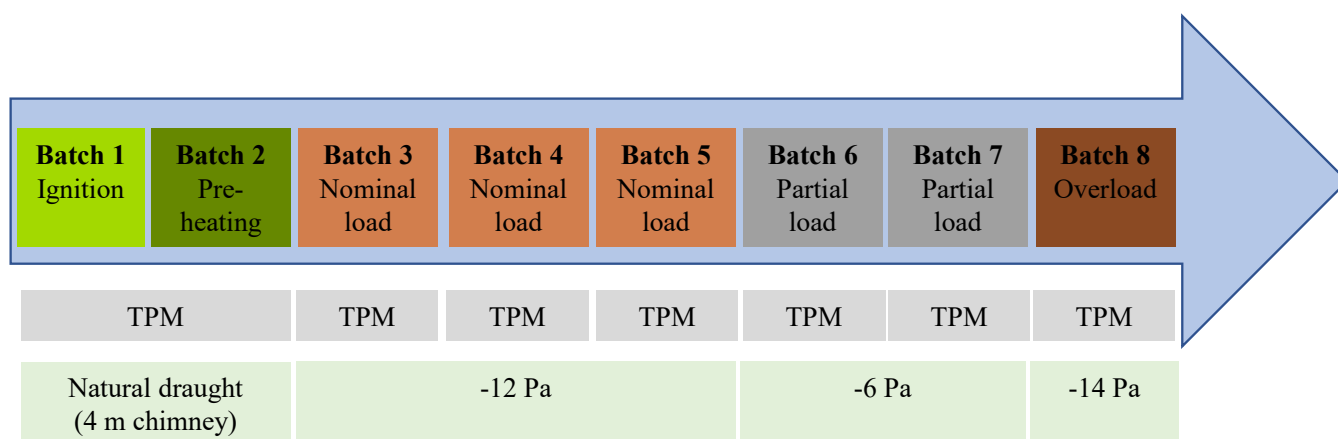 Batch 1
Ignition
Batch 2
Pre-
heating
Batch 3
Nominal
load
Batch 4
Nominal
load
Batch 5
Nominal
load
Batch 6
Partial
load
Batch 7
Partial
load
Batch 8
Overload
TPM
TPM
TPM
TPM
TPM
TPM
TPM
Natural draught
(4 m chimney)
-12 Pa
-6 Pa
-14 Pa